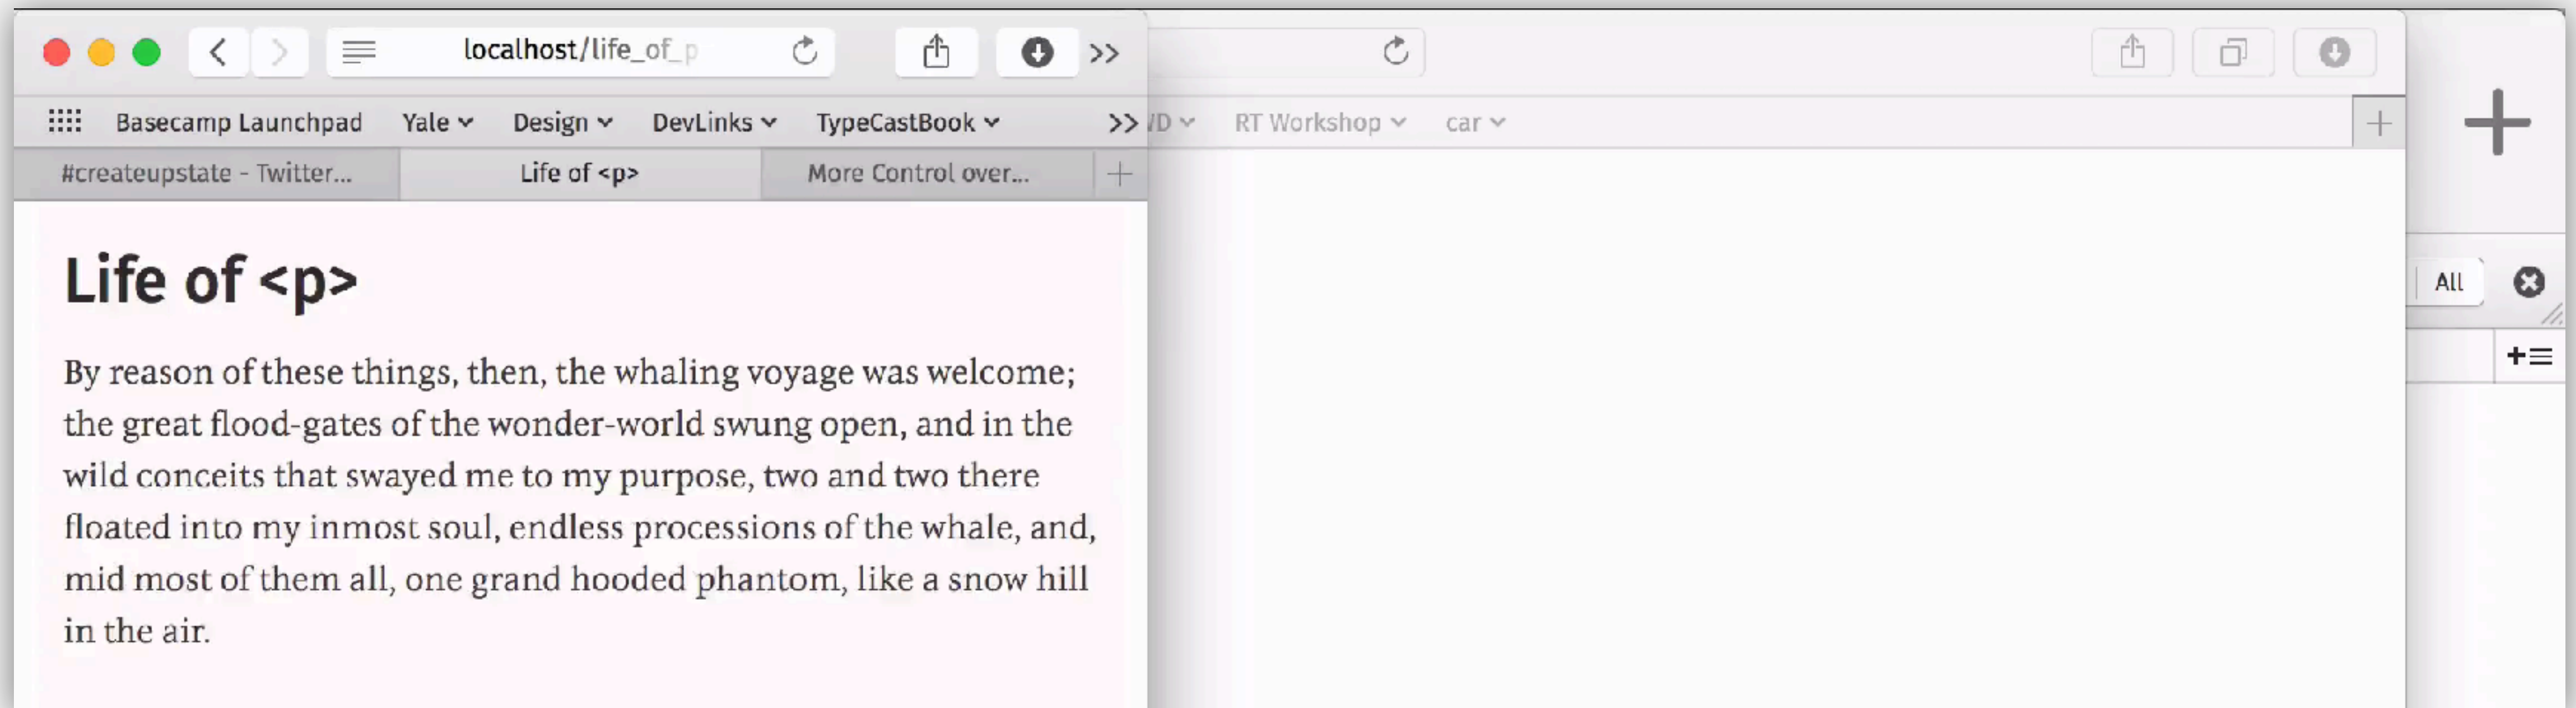 localhost/life_of_p
Basecamp Launchpad Yale Design DevLinks TypeCastBook
RT Workshop car
#createupstate - Twitter... Life of <p> More Control over...
All
Life of <p>
By reason of these things, then, the whaling voyage was welcome;
the great flood-gates of the wonder-world swung open, and in the
wild conceits that swayed me to my purpose, two and two there
floated into my inmost soul, endless processions of the whale, and,
mid most of them all, one grand hooded phantom, like a snow hill
in the air.